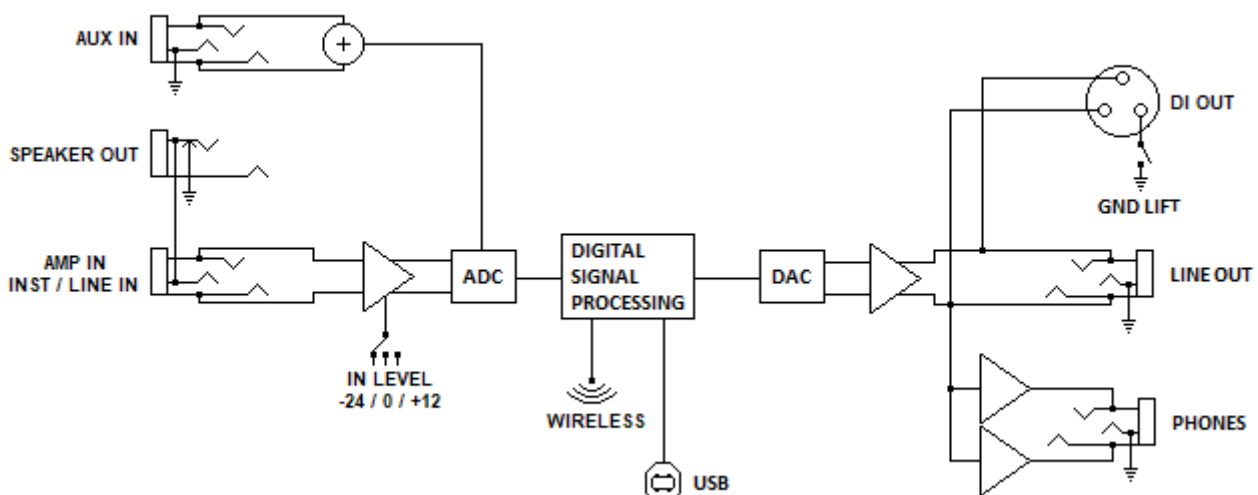 AUX IN
DI OUT
SPEAKER OUT
GND LIFT
AMP IN
INST / LINE IN
ADC
DIGITAL
SIGNAL
PROCESSING
DAC
LINE OUT
IN LEVEL
-24 / 0 / +12
WIRELESS
PHONES
USB